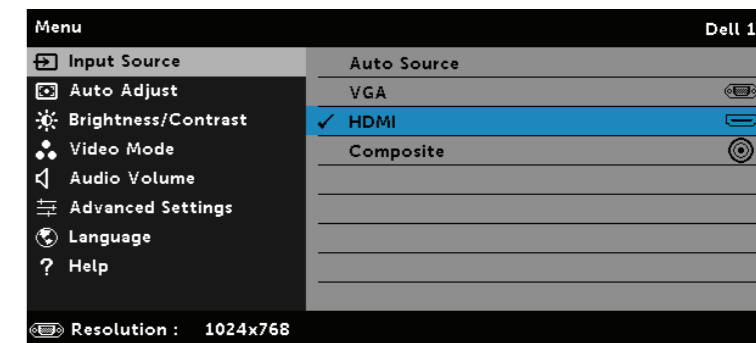 Menu
Dell 1
Input Source
Auto Adjust
Brightness/Contrast
Video Mode
Audio Volume
Advanced Settings
Language
? Help
Auto Source
VGA
✓ HDMI
Composite
Resolution : 1024x768